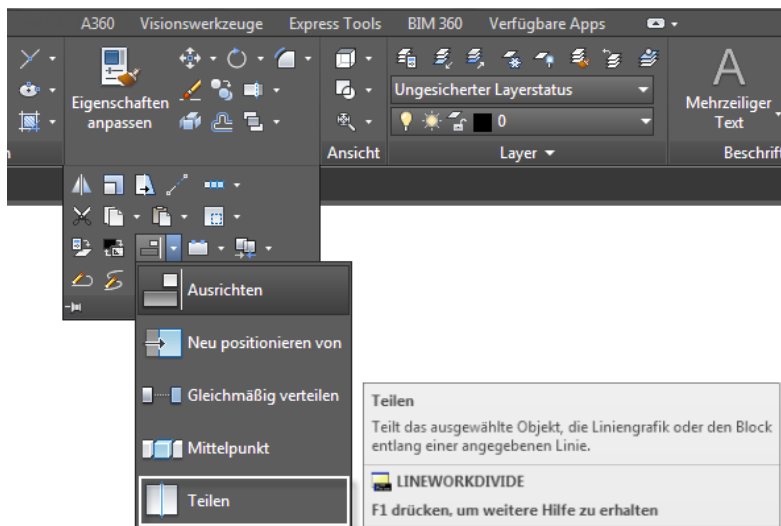 A360 Visionswerkzeuge Express Tools BIM 360 Verfügbare Apps
Eigenschaften
anpassen
Ungesicherter Layerstatus
0
Mehrzeiliger
Text
Ansicht Layer
Ausrichten
Neu positionieren von
Gleichmäßig verteilen
Mittelpunkt
Teilen
Teilen
Teilt das ausgewählte Objekt, die Liniengrafik oder den Block
entlang einer angegebenen Linie.
LINEWORKDIVIDE
F1 drücken, um weitere Hilfe zu erhalten